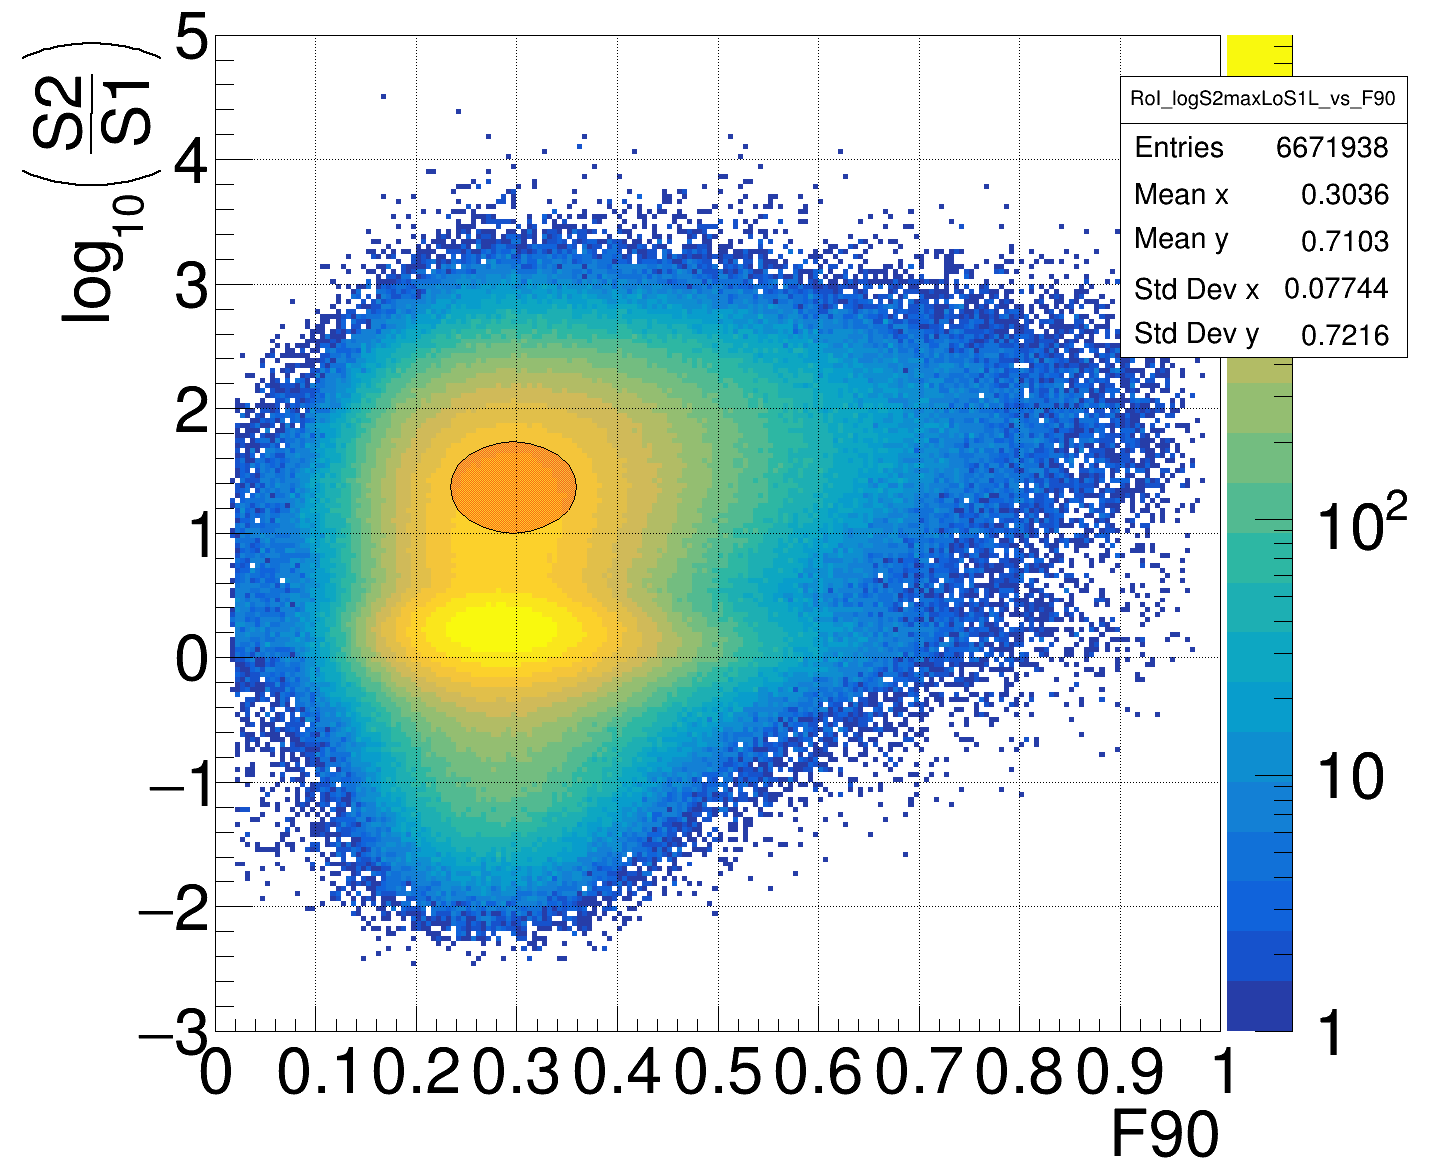 log10 (S2/S1)
5
4
3
2
1
0
−1
−2
−3
0 0.1 0.2 0.3 0.4 0.5 0.6 0.7 0.8 0.9 1
F90
RoI_logS2maxLoS1L_vs_F90
Entries 6671938
Mean x 0.3036
Mean y 0.7103
Std Dev x 0.07744
Std Dev y 0.7216
10²
10
1